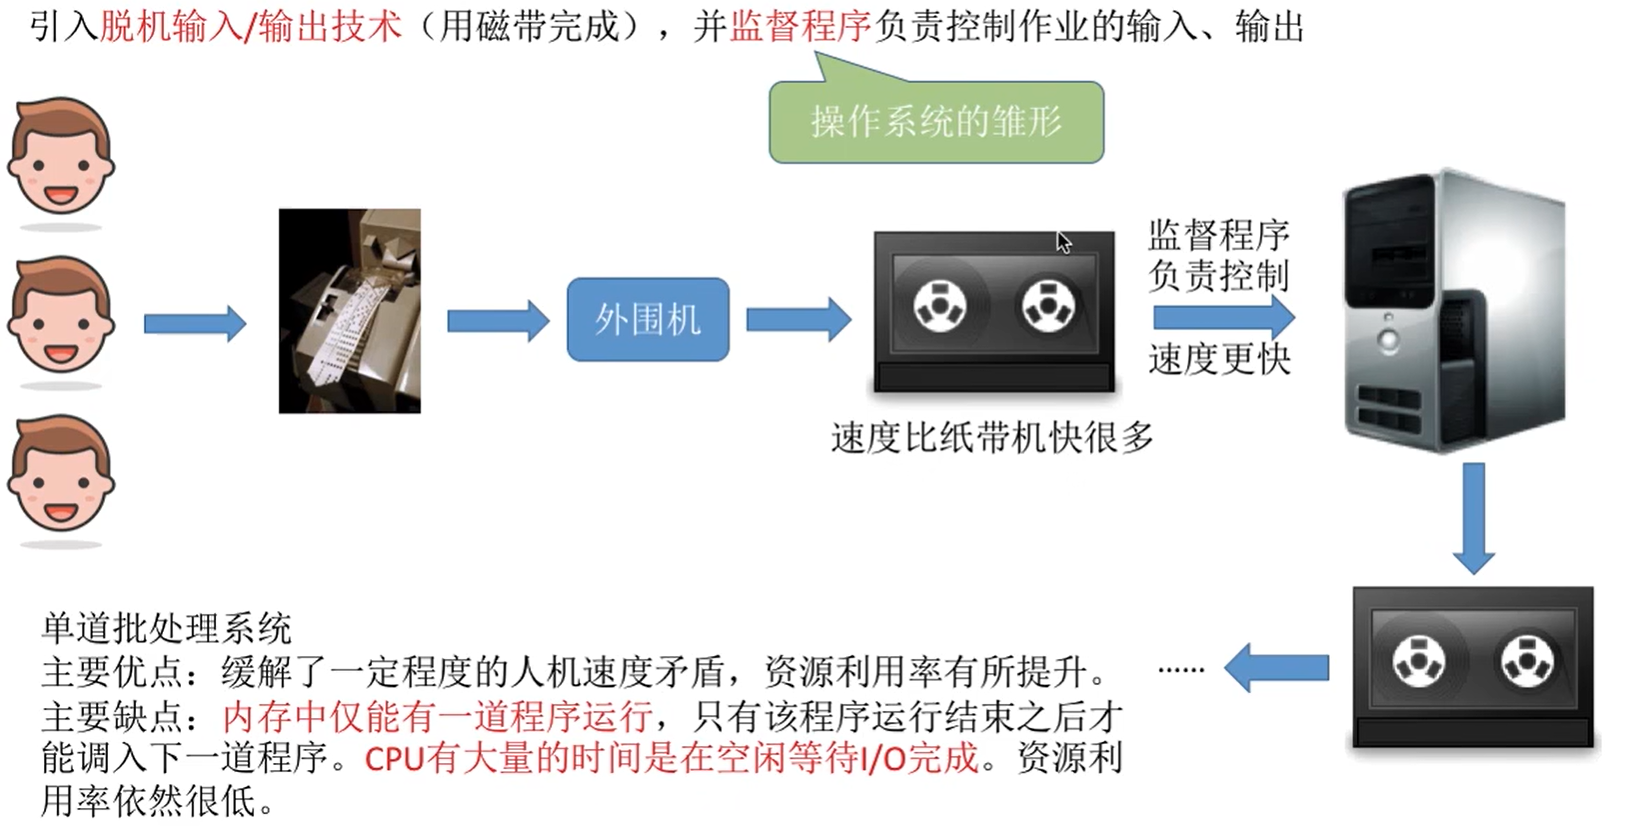 引入脱机输入/输出技术（用磁带完成），并监督程序负责控制作业的输入、输出
操作系统的雏形
外围机
监督程序
负责控制
速度更快
速度比纸带机快很多
单道批处理系统
主要优点：缓解了一定程度的人机速度矛盾，资源利用率有所提升。
主要缺点：内存中仅能有一道程序运行，只有该程序运行结束之后才
能调入下一道程序。CPU有大量的时间是在空闲等待I/O完成。资源利
用率依然很低。
……